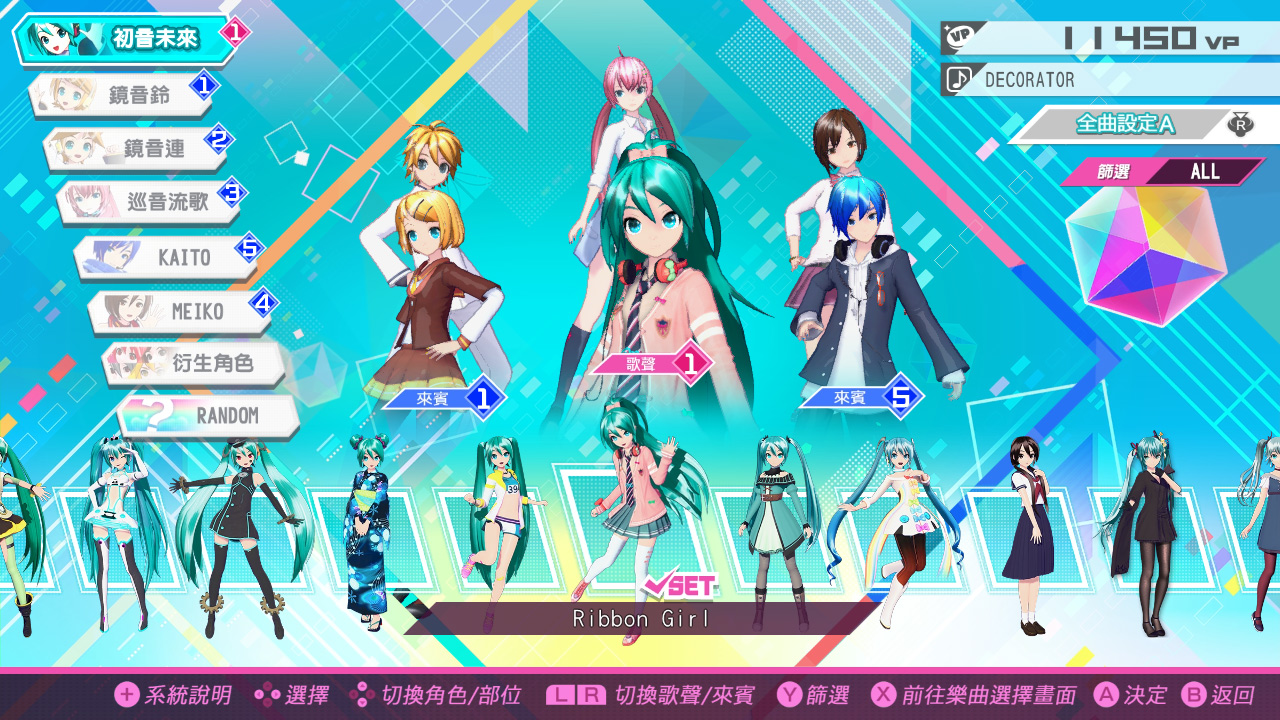 初音未來 1
鏡音鈴 1
鏡音連 2
巡音流歌 3
KAITO 5
MEIKO 4
衍生角色
? RANDOM
VP 11450 VP
DECORATOR
全曲設定A R
篩選 ALL
歌聲 1
來賓 1
來賓 5
39
SET
Ribbon Girl
+ 系統說明 選擇 切換角色/部位 L R 切換歌聲/來賓 Y 篩選 X 前往樂曲選擇畫面 A 決定 B 返回